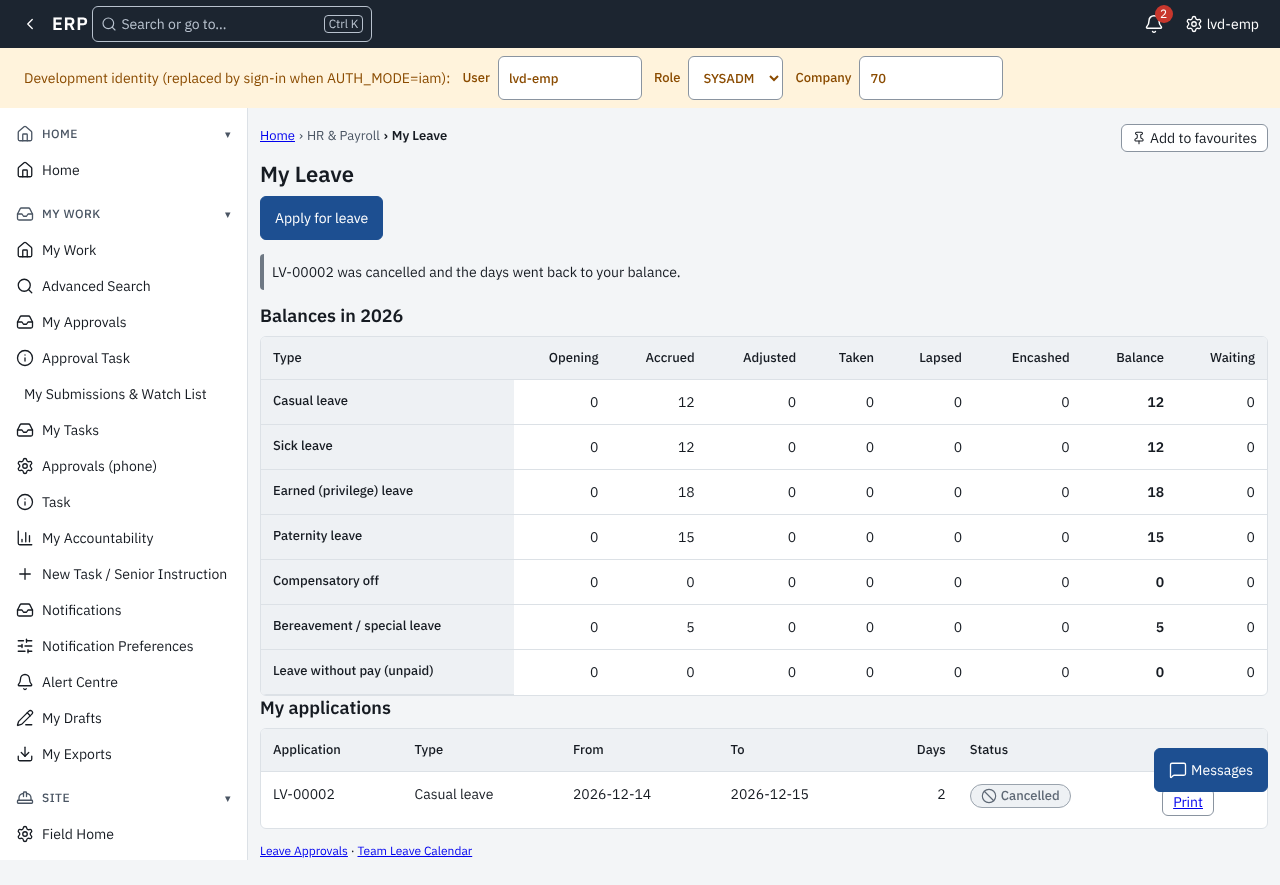 ERP Search or go to... Ctrl K 2 lvd-emp
Development identity (replaced by sign-in when AUTH_MODE=iam): User lvd-emp Role SYSADM Company 70
HOME
Home
MY WORK
My Work
Advanced Search
My Approvals
Approval Task
My Submissions & Watch List
My Tasks
Approvals (phone)
Task
My Accountability
New Task / Senior Instruction
Notifications
Notification Preferences
Alert Centre
My Drafts
My Exports
SITE
Field Home
Home › HR & Payroll › My Leave
Add to favourites
My Leave
Apply for leave
LV-00002 was cancelled and the days went back to your balance.
Balances in 2026
Type Opening Accrued Adjusted Taken Lapsed Encashed Balance Waiting
Casual leave 0 12 0 0 0 0 12 0
Sick leave 0 12 0 0 0 0 12 0
Earned (privilege) leave 0 18 0 0 0 0 18 0
Paternity leave 0 15 0 0 0 0 15 0
Compensatory off 0 0 0 0 0 0 0 0
Bereavement / special leave 0 5 0 0 0 0 5 0
Leave without pay (unpaid) 0 0 0 0 0 0 0 0
My applications
Application Type From To Days Status
LV-00002 Casual leave 2026-12-14 2026-12-15 2 Cancelled
Messages
Print
Leave Approvals · Team Leave Calendar